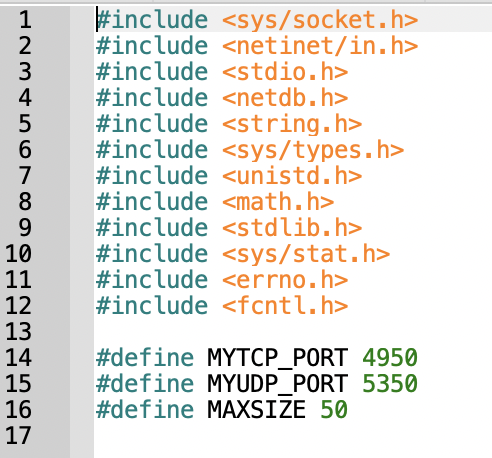 1 #include <sys/socket.h>
2 #include <netinet/in.h>
3 #include <stdio.h>
4 #include <netdb.h>
5 #include <string.h>
6 #include <sys/types.h>
7 #include <unistd.h>
8 #include <math.h>
9 #include <stdlib.h>
10 #include <sys/stat.h>
11 #include <errno.h>
12 #include <fcntl.h>
13
14 #define MYTCP_PORT 4950
15 #define MYUDP_PORT 5350
16 #define MAXSIZE 50
17